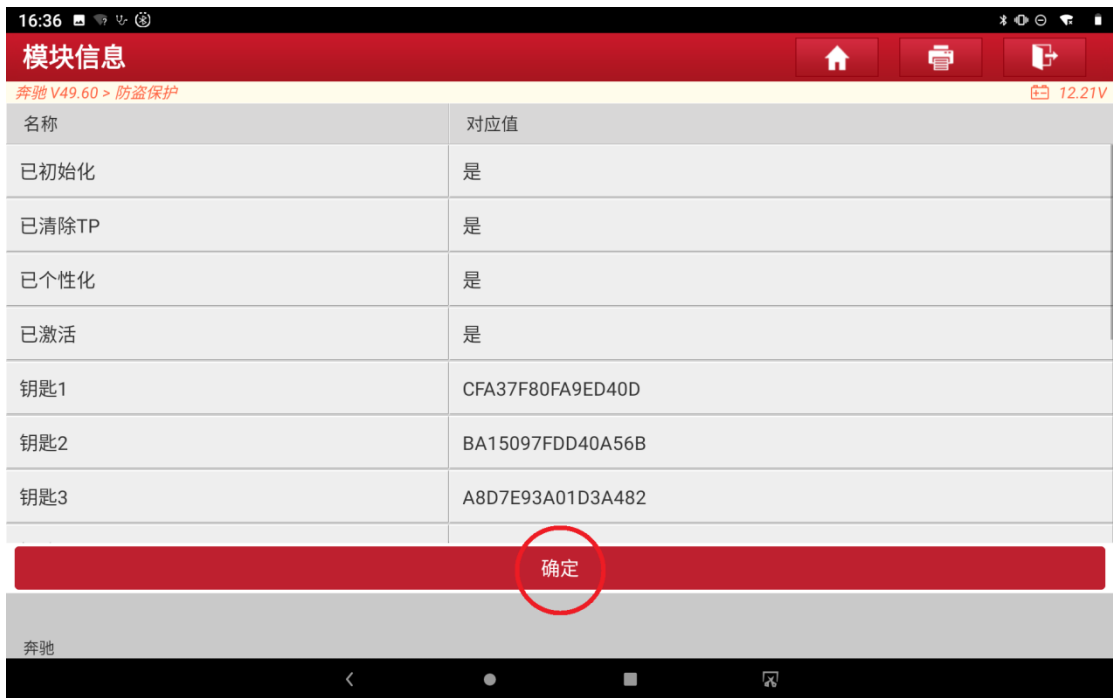 16:36
模块信息
奔驰 V49.60 > 防盗保护 12.21V
名称 对应值
已初始化 是
已清除TP 是
已个性化 是
已激活 是
钥匙1 CFA37F80FA9ED40D
钥匙2 BA15097FDD40A56B
钥匙3 A8D7E93A01D3A482
确定
奔驰